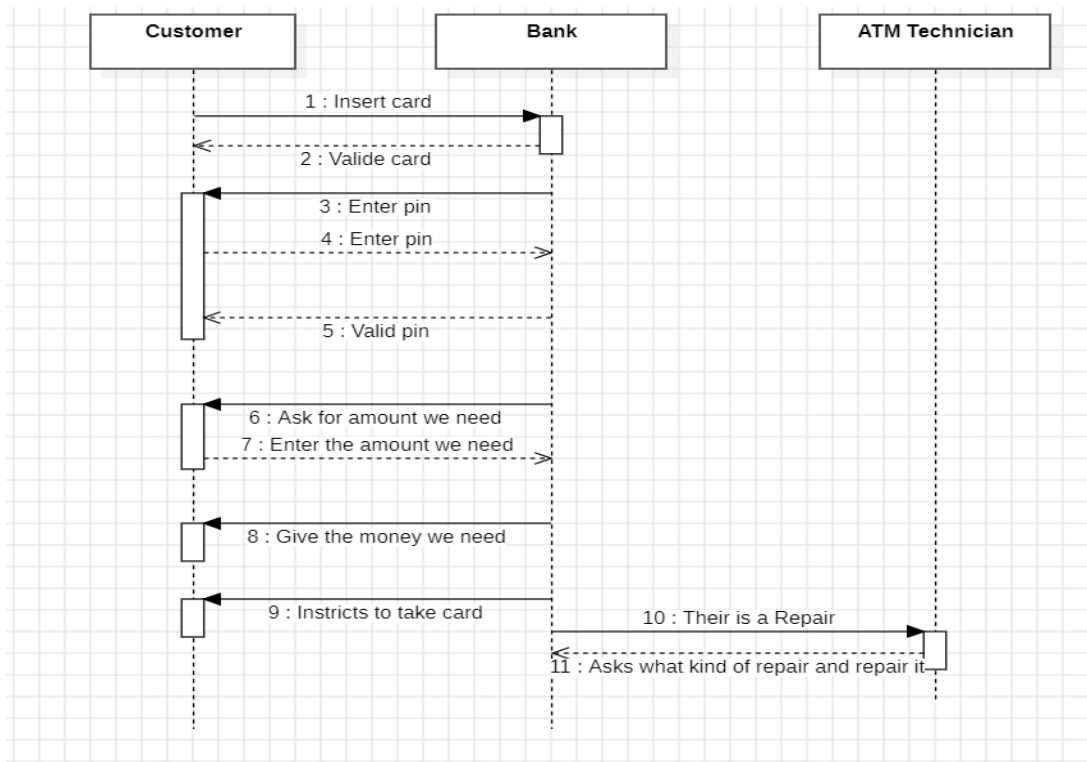 Customer
Bank
ATM Technician
1 : Insert card
2 : Valide card
3 : Enter pin
4 : Enter pin
5 : Valid pin
6 : Ask for amount we need
7 : Enter the amount we need
8 : Give the money we need
9 : Instricts to take card
10 : Their is a Repair
11 : Asks what kind of repair and repair it